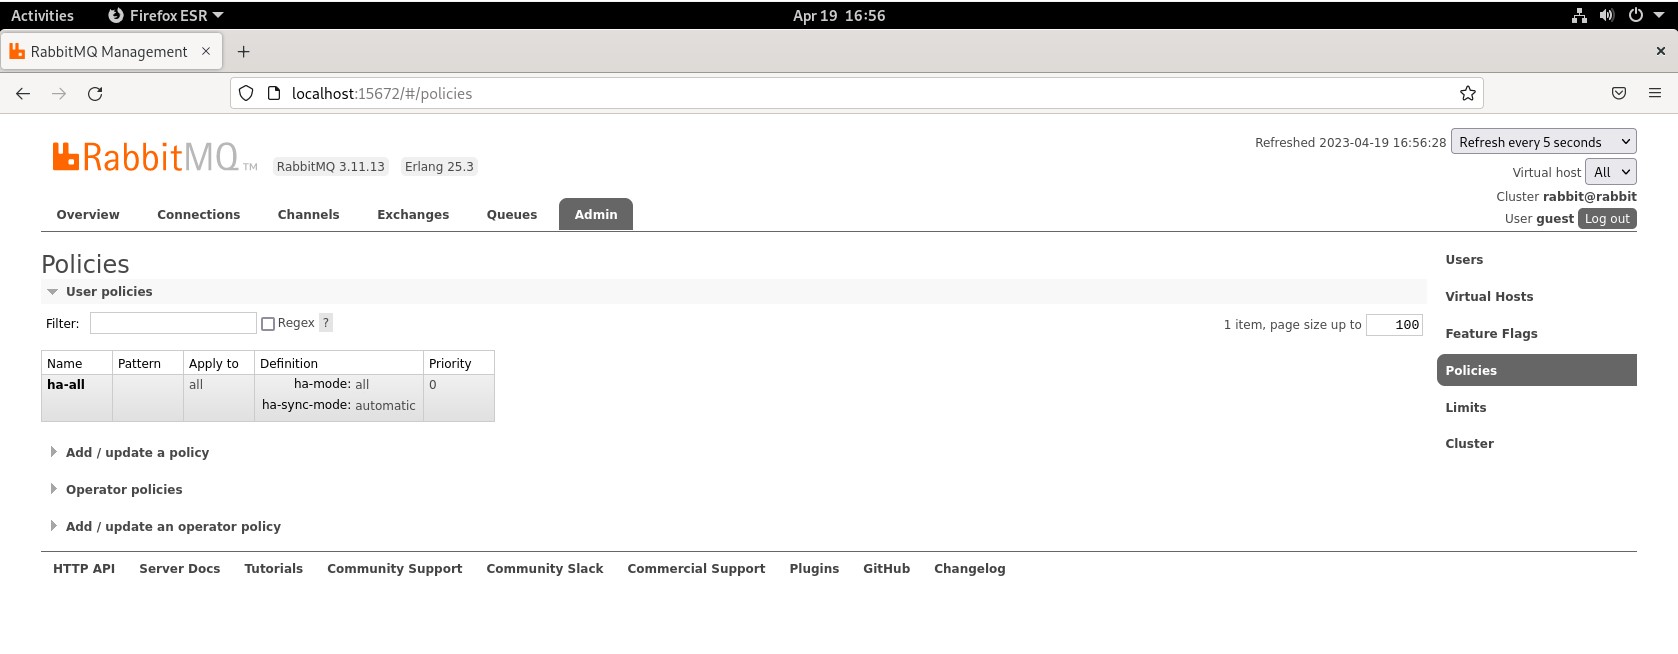 Activities Firefox ESR Apr 19 16:56
RabbitMQ Management
localhost:15672/#/policies
RabbitMQ TM RabbitMQ 3.11.13 Erlang 25.3
Refreshed 2023-04-19 16:56:28 Refresh every 5 seconds
Virtual host All
Cluster rabbit@rabbit
User guest Log out
Overview Connections Channels Exchanges Queues Admin
Policies
User policies
Filter: Regex ? 1 item, page size up to 100
Name Pattern Apply to Definition Priority
ha-all all ha-mode: all 0
ha-sync-mode: automatic
Add / update a policy
Operator policies
Add / update an operator policy
Users
Virtual Hosts
Feature Flags
Policies
Limits
Cluster
HTTP API Server Docs Tutorials Community Support Community Slack Commercial Support Plugins GitHub Changelog